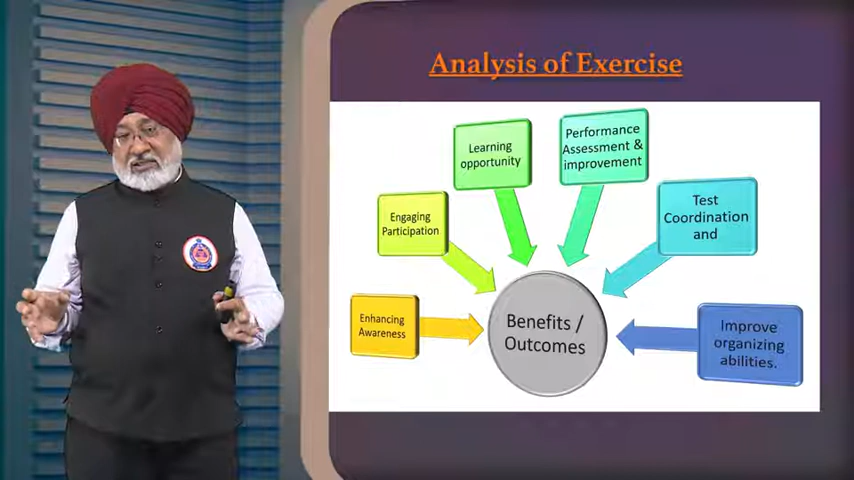 Analysis of Exercise
Learning
opportunity
Performance
Assessment &
improvement
Engaging
Participation
Test
Coordination
and
Enhancing
Awareness
Benefits /
Outcomes
Improve
organizing
abilities.